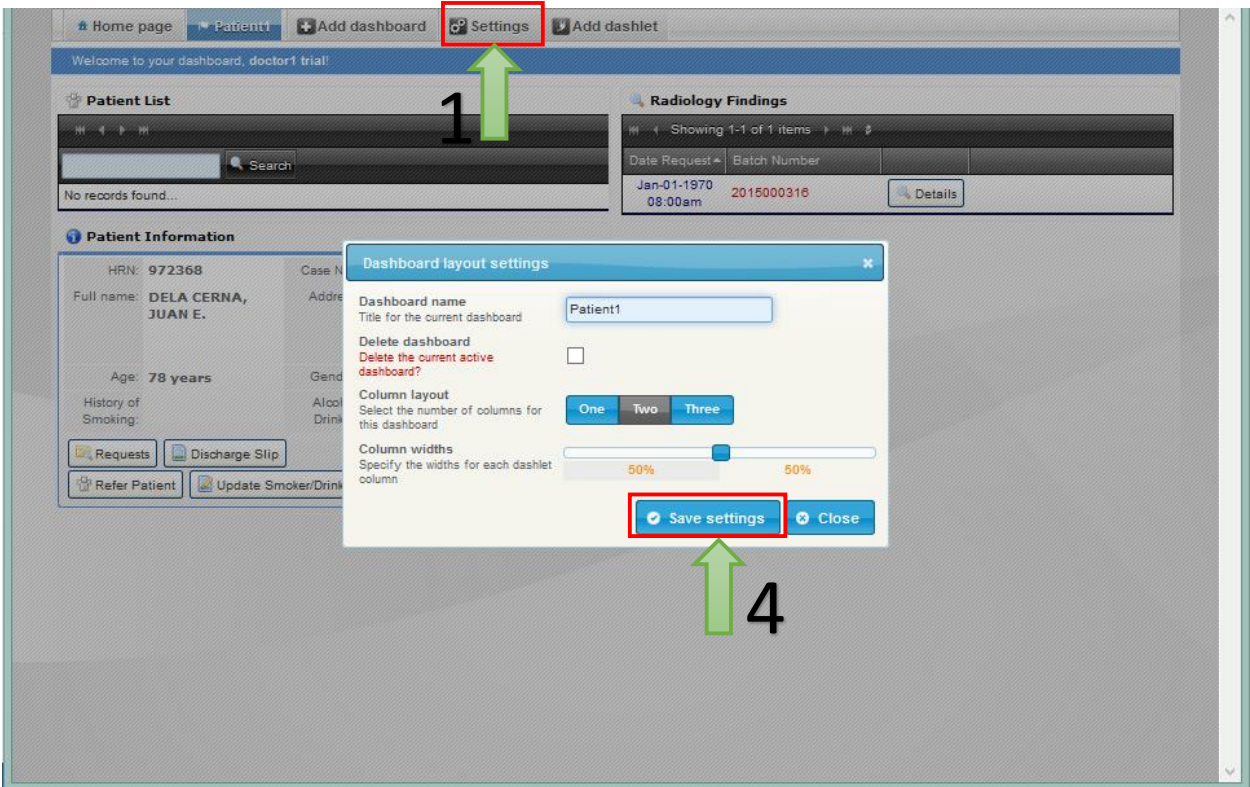 Home page Patient1 Add dashboard Settings Add dashlet
Welcome to your dashboard, doctor1 trial!
1
Patient List
Search
No records found...
Radiology Findings
Showing 1-1 of 1 items
Date Request Batch Number
Jan-01-1970
08:00am
2015000316
Details
Patient Information
HRN: 972368 Case N
Full name: DELA CERNA,
JUAN E.
Addre
Age: 78 years Gend
History of
Smoking:
Alcoh
Drink
Requests Discharge Slip
Refer Patient Update Smoker/Drink
Dashboard layout settings
Dashboard name
Title for the current dashboard
Patient1
Delete dashboard
Delete the current active
dashboard?
Column layout
Select the number of columns for
this dashboard
One Two Three
Column widths
Specify the widths for each dashlet
column
50% 50%
Save settings Close
4